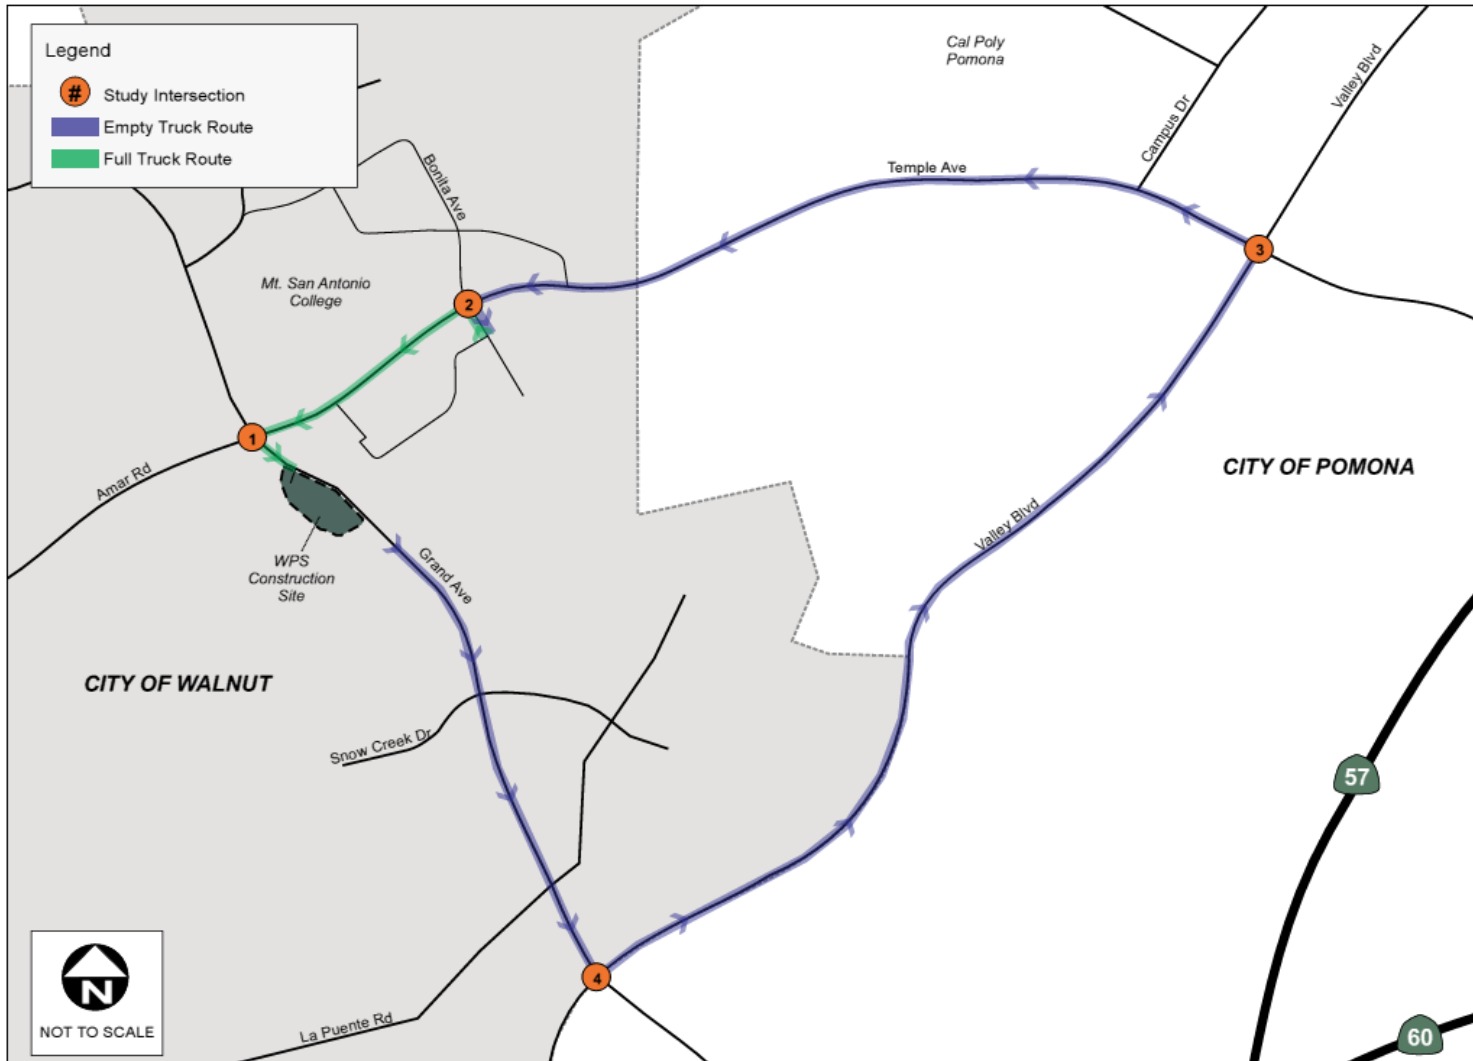 Legend
#
Study Intersection
Empty Truck Route
Full Truck Route
Cal Poly
Pomona
Valley Blvd
Campus Dr
Temple Ave
Bonita Ave
3
Mt. San Antonio
College
2
1
Amar Rd
CITY OF POMONA
WPS
Construction
Site
Grand Ave
Valley Blvd
CITY OF WALNUT
Snow Creek Dr
57
4
N
NOT TO SCALE
La Puente Rd
60